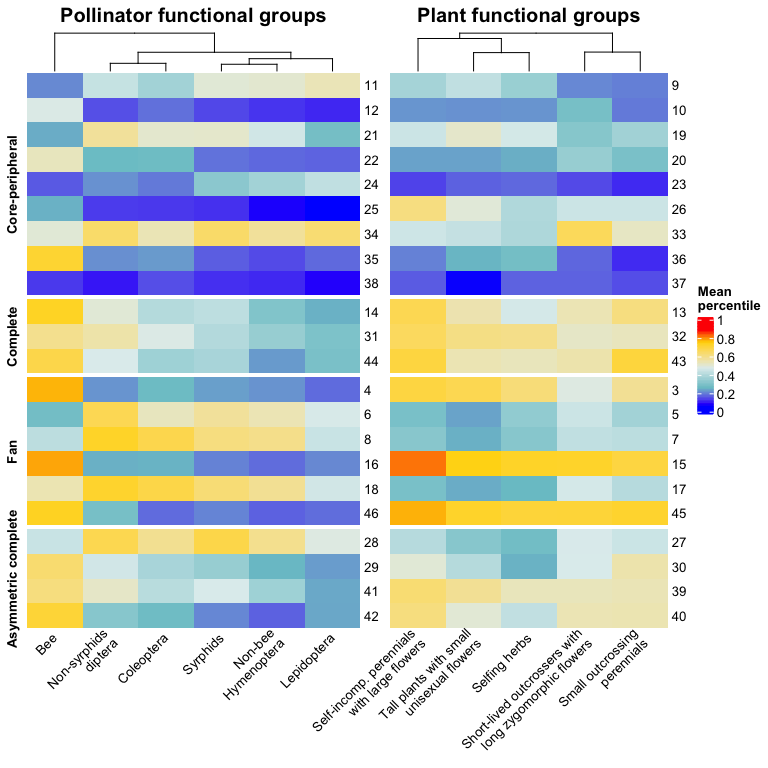 Pollinator functional groups
Plant functional groups
Core-peripheral
11
12
21
22
24
25
34
35
38
9
10
19
20
23
26
33
36
37
Complete
14
31
44
13
32
43
Fan
4
6
8
16
18
46
3
5
7
15
17
45
Asymmetric complete
28
29
41
42
27
30
39
40
Bee
Non-syrphids
diptera
Coleoptera
Syrphids
Non-bee
Hymenoptera
Lepidoptera
Self-incomp. perennials
with large flowers
Tall plants with small
unisexual flowers
Selfing herbs
Short-lived outcrossers with
long zygomorphic flowers
Small outcrossing
perennials
Mean
percentile
1
0.8
0.6
0.4
0.2
0